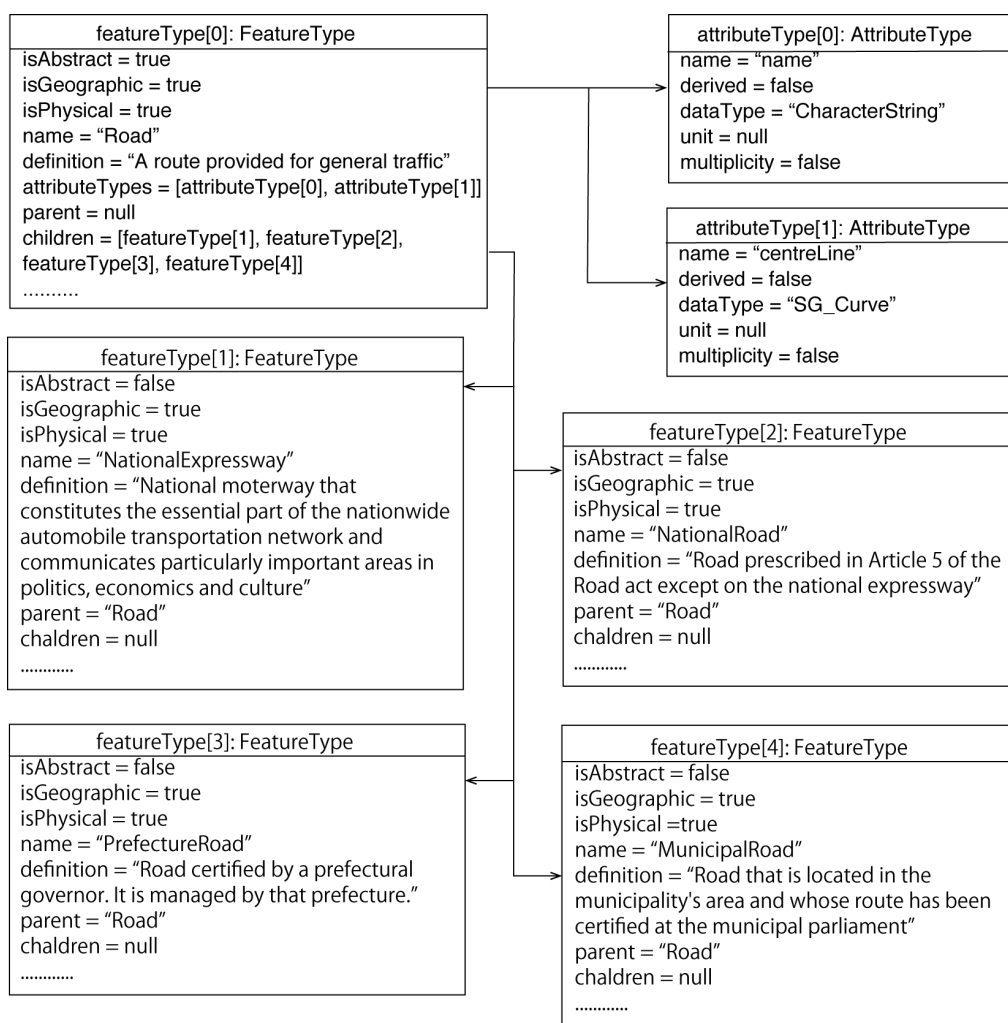 featureType[0]: FeatureType
isAbstract = true
isGeographic = true
isPhysical = true
name = “Road”
definition = “A route provided for general traffic”
attributeTypes = [attributeType[0], attributeType[1]]
parent = null
children = [featureType[1], featureType[2],
featureType[3], featureType[4]]
..........
attributeType[0]: AttributeType
name = “name”
derived = false
dataType = “CharacterString”
unit = null
multiplicity = false
attributeType[1]: AttributeType
name = “centreLine”
derived = false
dataType = “SG_Curve”
unit = null
multiplicity = false
featureType[1]: FeatureType
isAbstract = false
isGeographic = true
isPhysical = true
name = “NationalExpressway”
definition = “National moterway that
constitutes the essential part of the nationwide
automobile transportation network and
communicates particularly important areas in
politics, economics and culture”
parent = “Road”
chaldren = null
............
featureType[2]: FeatureType
isAbstract = false
isGeographic = true
isPhysical = true
name = “NationalRoad”
definition = “Road prescribed in Article 5 of the
Road act except on the national expressway”
parent = “Road”
chaldren = null
............
featureType[3]: FeatureType
isAbstract = false
isGeographic = true
isPhysical = true
name = “PrefectureRoad”
definition = “Road certified by a prefectural
governor. It is managed by that prefecture.”
parent = “Road”
chaldren = null
............
featureType[4]: FeatureType
isAbstract = false
isGeographic = true
isPhysical =true
name = “MunicipalRoad”
definition = “Road that is located in the
municipality's area and whose route has been
certified at the municipal parliament”
parent = “Road”
chaldren = null
............